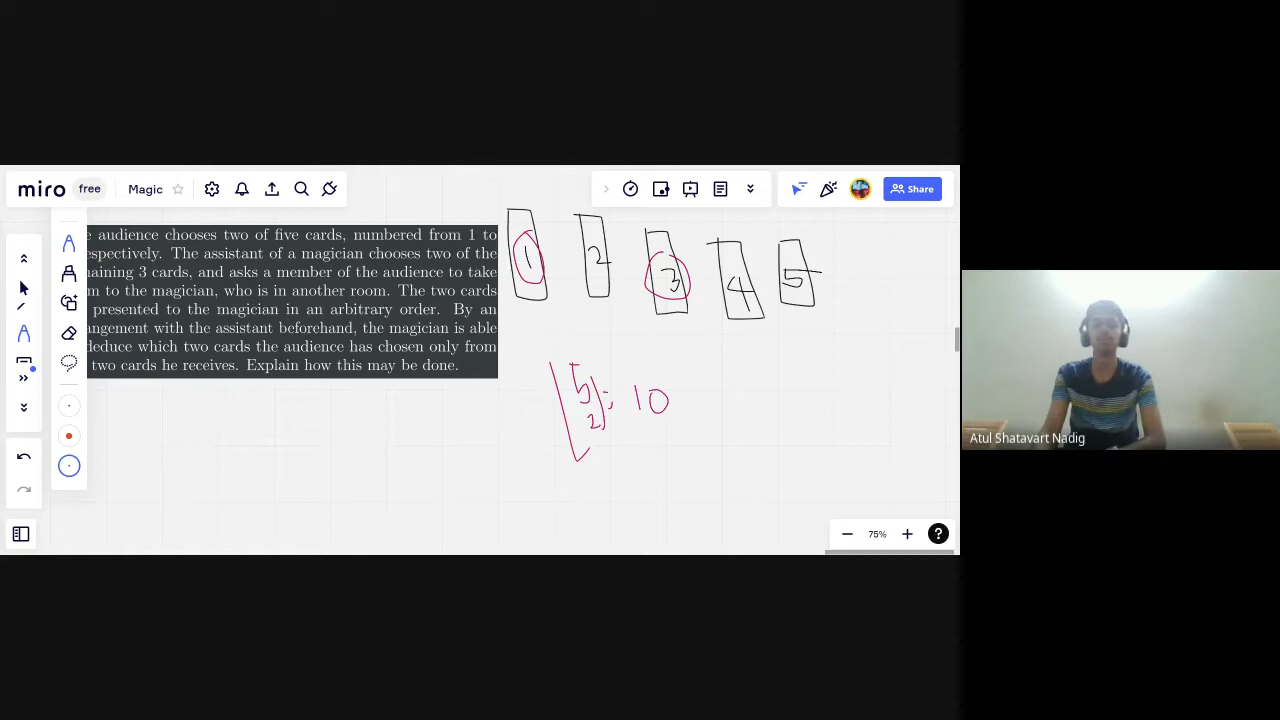 miro free Magic Share
e audience chooses two of five cards, numbered from 1 to
espectively. The assistant of a magician chooses two of the
naining 3 cards, and asks a member of the audience to take
m to the magician, who is in another room. The two cards
presented to the magician in an arbitrary order. By an
angement with the assistant beforehand, the magician is able
deduce which two cards the audience has chosen only from
two cards he receives. Explain how this may be done.
1 2 3 4 5
5
2
10
Atul Shatavart Nadig
75%